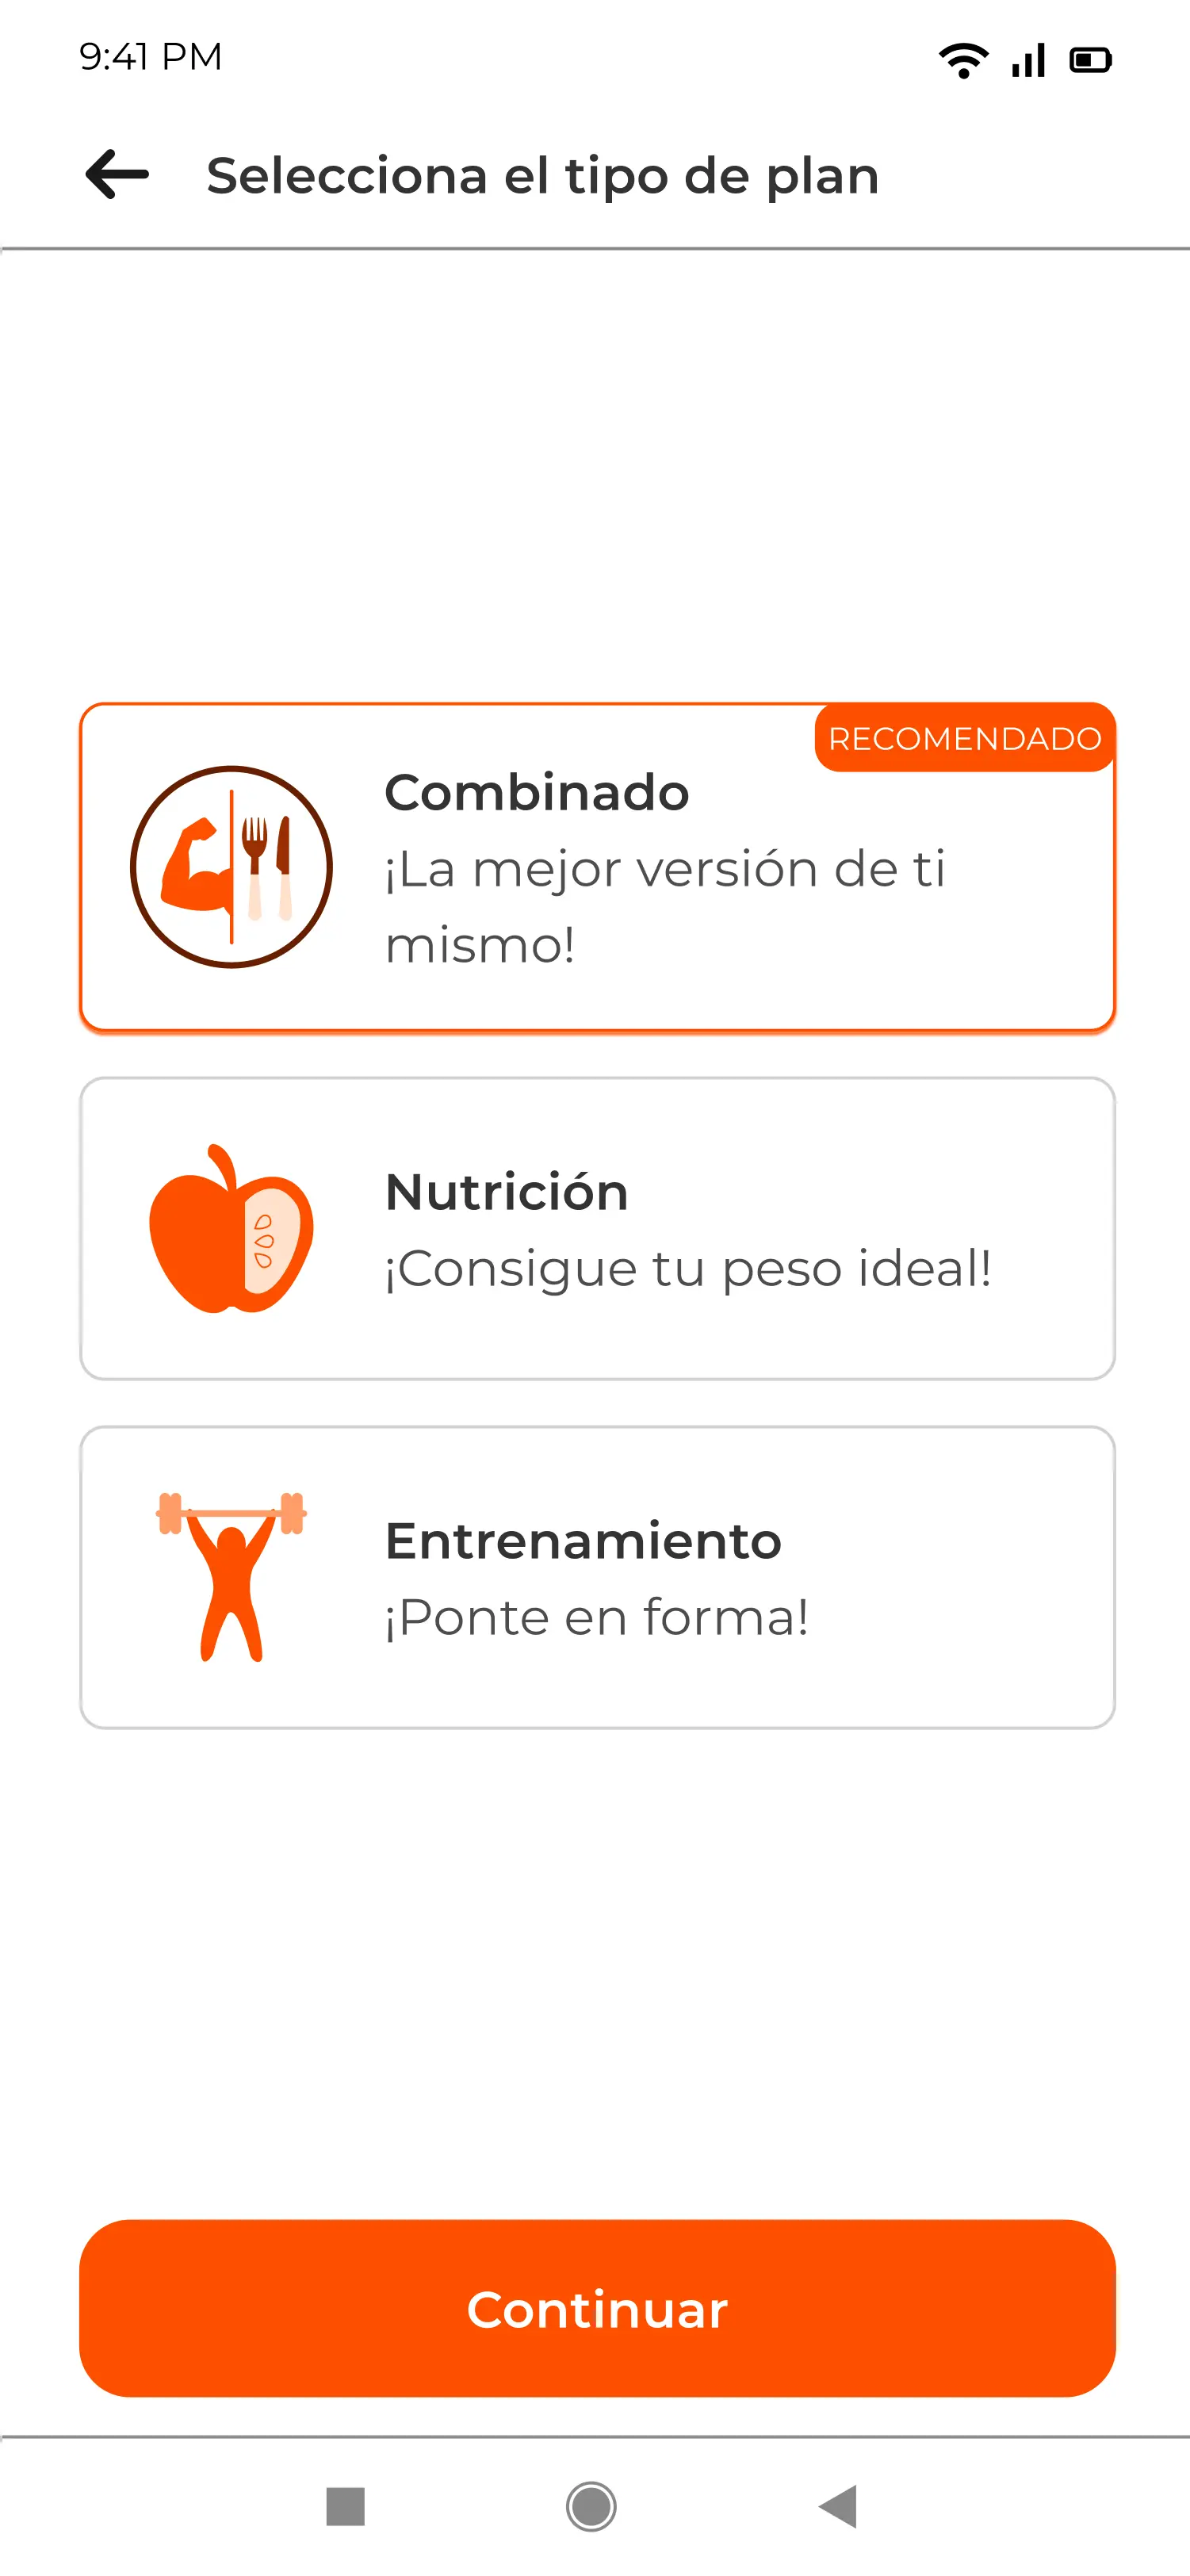 9:41 PM
Selecciona el tipo de plan
RECOMENDADO
Combinado
¡La mejor versión de ti
mismo!
Nutrición
¡Consigue tu peso ideal!
Entrenamiento
¡Ponte en forma!
Continuar